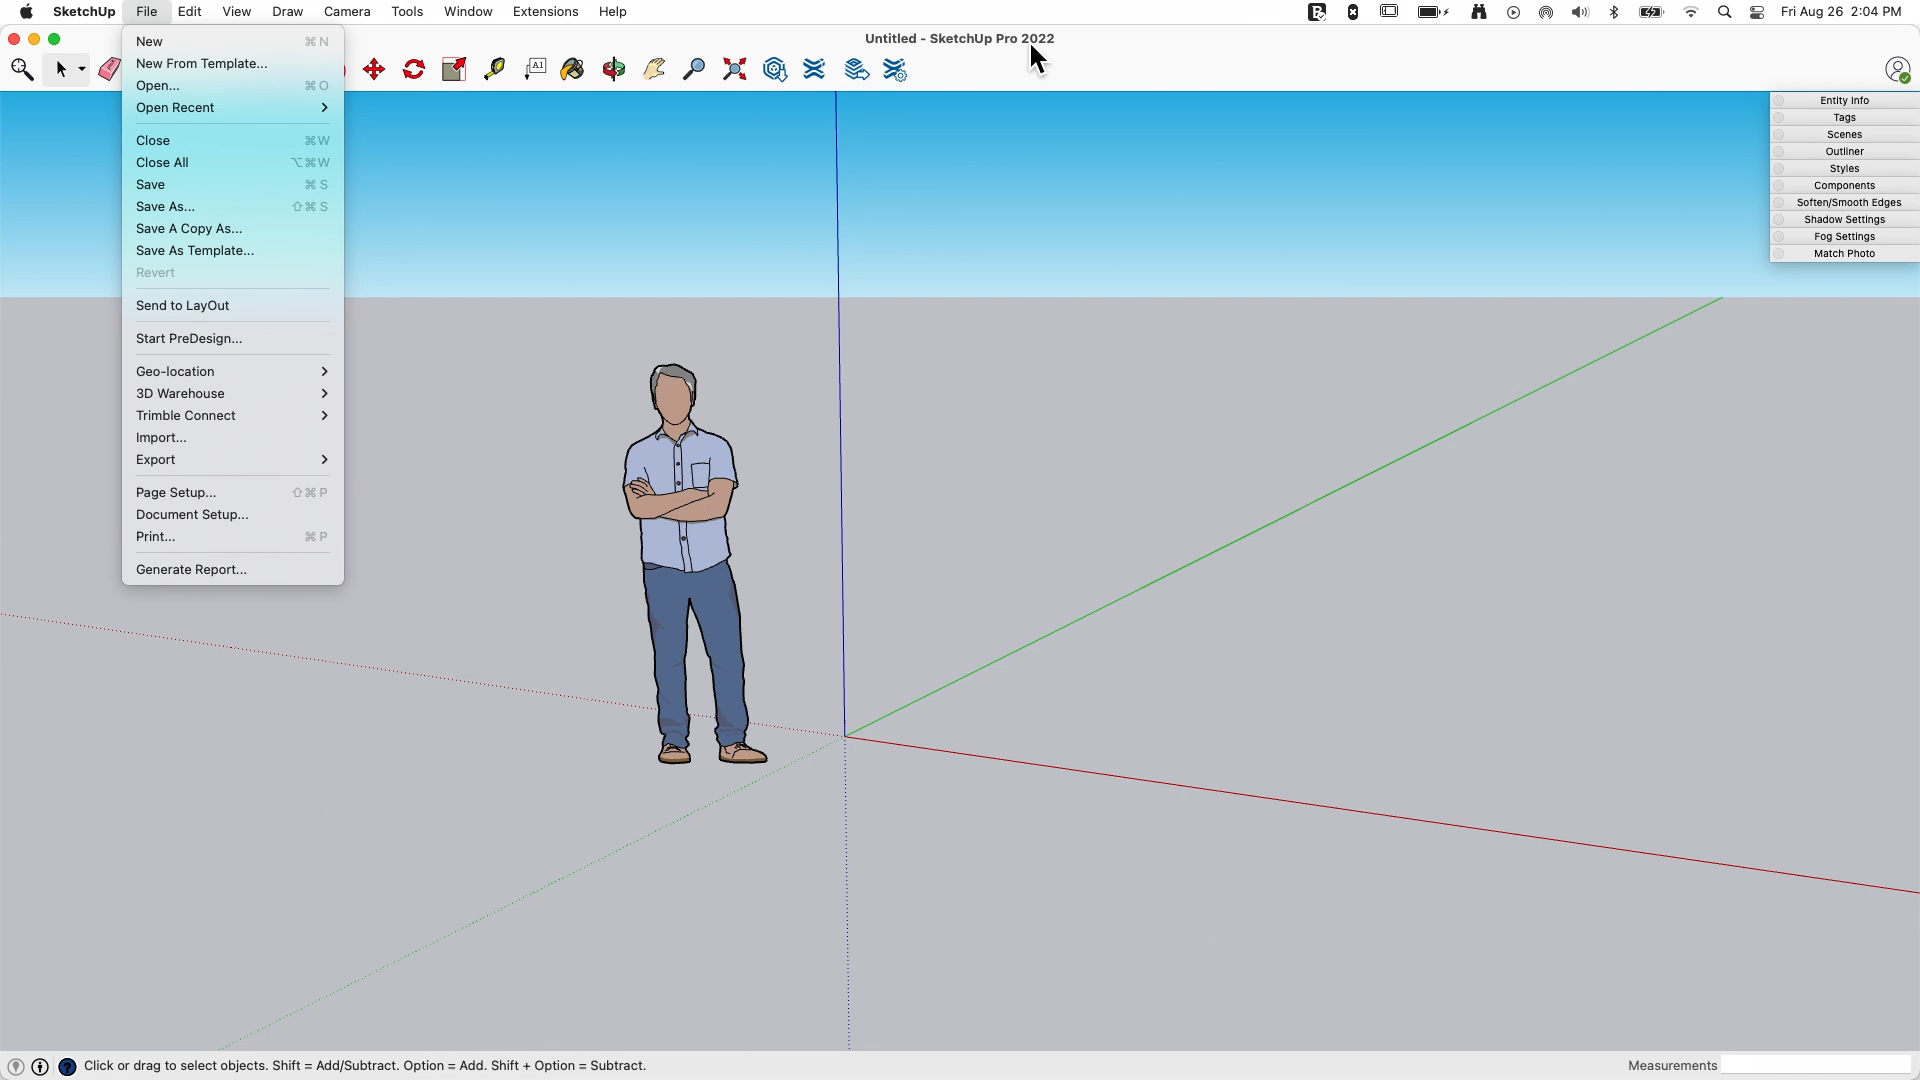 SketchUp File Edit View Draw Camera Tools Window Extensions Help Fri Aug 26 2:04 PM
Untitled - SketchUp Pro 2022
A1
New ⌘ N
New From Template...
Open... ⌘ O
Open Recent
Close ⌘ W
Close All ⌥ ⌘ W
Save ⌘ S
Save As... ⇧ ⌘ S
Save A Copy As...
Save As Template...
Revert
Send to LayOut
Start PreDesign...
Geo-location
3D Warehouse
Trimble Connect
Import...
Export
Page Setup... ⇧ ⌘ P
Document Setup...
Print... ⌘ P
Generate Report...
Entity Info
Tags
Scenes
Outliner
Styles
Components
Soften/Smooth Edges
Shadow Settings
Fog Settings
Match Photo
Click or drag to select objects. Shift = Add/Subtract. Option = Add. Shift + Option = Subtract. Measurements